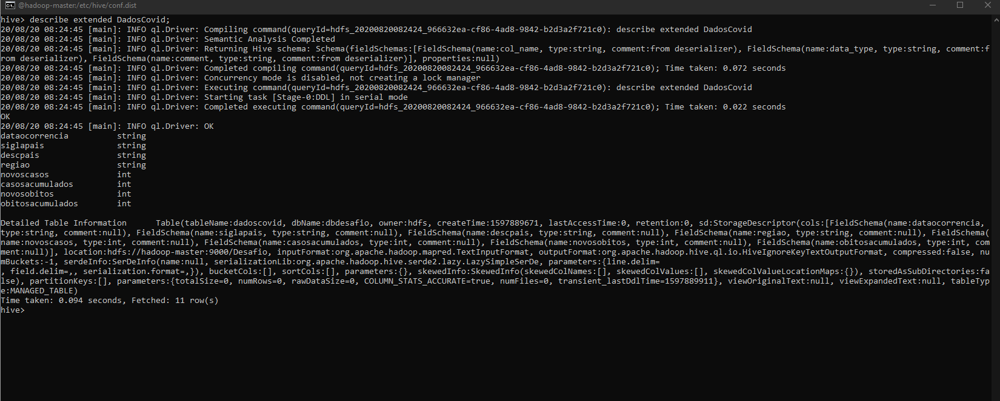 @hadoop-master:/etc/hive/conf.dist
hive> describe extended DadosCovid;
20/08/20 08:24:45 [main]: INFO ql.Driver: Compiling command(queryId=hdfs_20200820082424_966632ea-cf86-4ad8-9842-b2d3a2f721c0): describe extended DadosCovid
20/08/20 08:24:45 [main]: INFO ql.Driver: Semantic Analysis Completed
20/08/20 08:24:45 [main]: INFO ql.Driver: Returning Hive schema: Schema(fieldSchemas:[FieldSchema(name:col_name, type:string, comment:from deserializer), FieldSchema(name:data_type, type:string, comment:f
rom deserializer), FieldSchema(name:comment, type:string, comment:from deserializer)], properties:null)
20/08/20 08:24:45 [main]: INFO ql.Driver: Completed compiling command(queryId=hdfs_20200820082424_966632ea-cf86-4ad8-9842-b2d3a2f721c0); Time taken: 0.072 seconds
20/08/20 08:24:45 [main]: INFO ql.Driver: Concurrency mode is disabled, not creating a lock manager
20/08/20 08:24:45 [main]: INFO ql.Driver: Executing command(queryId=hdfs_20200820082424_966632ea-cf86-4ad8-9842-b2d3a2f721c0): describe extended DadosCovid
20/08/20 08:24:45 [main]: INFO ql.Driver: Starting task [Stage-0:DDL] in serial mode
20/08/20 08:24:45 [main]: INFO ql.Driver: Completed executing command(queryId=hdfs_20200820082424_966632ea-cf86-4ad8-9842-b2d3a2f721c0); Time taken: 0.022 seconds
OK
20/08/20 08:24:45 [main]: INFO ql.Driver: OK
dataocorrencia          string
siglapais               string
descpais                string
regiao                  string
novoscasos              int
casosacumulados         int
novosobitos             int
obitosacumulados        int
Detailed Table Information      Table(tableName:dadoscovid, dbName:dbdesafio, owner:hdfs, createTime:1597889671, lastAccessTime:0, retention:0, sd:StorageDescriptor(cols:[FieldSchema(name:dataocorrencia, 
type:string, comment:null), FieldSchema(name:siglapais, type:string, comment:null), FieldSchema(name:descpais, type:string, comment:null), FieldSchema(name:regiao, type:string, comment:null), FieldSchema(
name:novoscasos, type:int, comment:null), FieldSchema(name:casosacumulados, type:int, comment:null), FieldSchema(name:novosobitos, type:int, comment:null), FieldSchema(name:obitosacumulados, type:int, com
ment:null)], location:hdfs://hadoop-master:9000/Desafio, inputFormat:org.apache.hadoop.mapred.TextInputFormat, outputFormat:org.apache.hadoop.hive.ql.io.HiveIgnoreKeyTextOutputFormat, compressed:false, nu
mBuckets:-1, serdeInfo:SerDeInfo(name:null, serializationLib:org.apache.hadoop.hive.serde2.lazy.LazySimpleSerDe, parameters:{line.delim=
, field.delim=,, serialization.format=,}), bucketCols:[], sortCols:[], parameters:{}, skewedInfo:SkewedInfo(skewedColNames:[], skewedColValues:[], skewedColValueLocationMaps:{}), storedAsSubDirectories:fa
lse), partitionKeys:[], parameters:{totalSize=0, numRows=0, rawDataSize=0, COLUMN_STATS_ACCURATE=true, numFiles=0, transient_lastDdlTime=1597889911}, viewOriginalText:null, viewExpandedText:null, tableTyp
e:MANAGED_TABLE)
Time taken: 0.094 seconds, Fetched: 11 row(s)
hive>